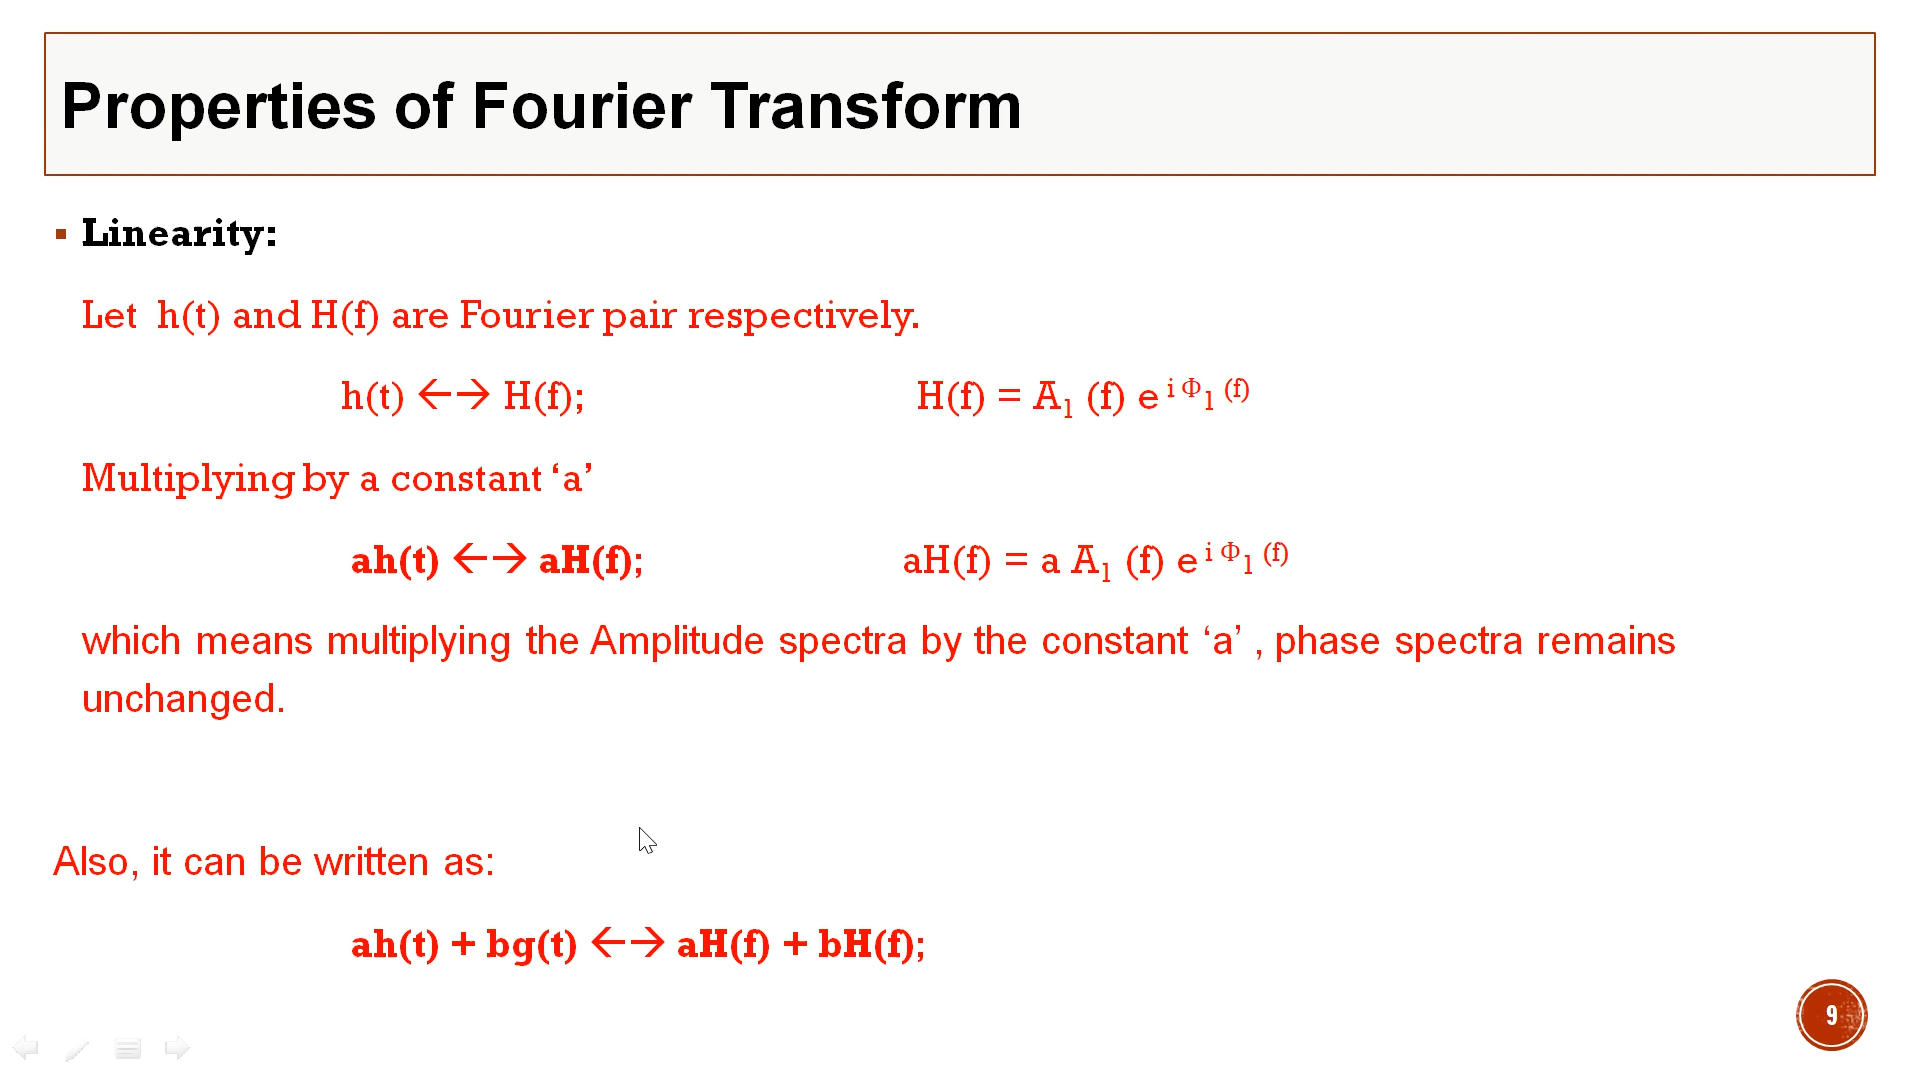 Properties of Fourier Transform
▪ Linearity:
Let h(t) and H(f) are Fourier pair respectively.
h(t) ←→ H(f); H(f) = A₁ (f) e^{i Φ₁ (f)}
Multiplying by a constant ‘a’
ah(t) ←→ aH(f); aH(f) = a A₁ (f) e^{i Φ₁ (f)}
which means multiplying the Amplitude spectra by the constant ‘a’ , phase spectra remains
unchanged.
Also, it can be written as:
ah(t) + bg(t) ←→ aH(f) + bH(f);
9